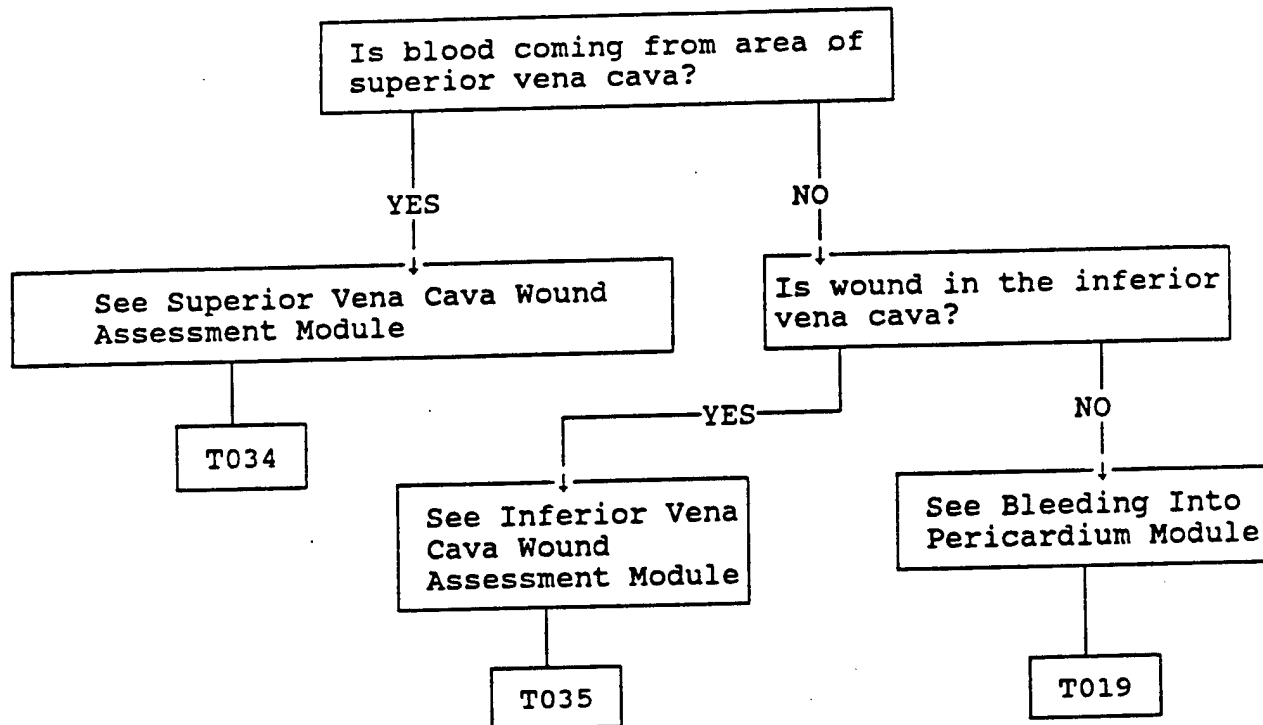 Is blood coming from area of
superior vena cava?
YES
NO
See Superior Vena Cava Wound
Assessment Module
Is wound in the inferior
vena cava?
T034
YES
NO
See Inferior Vena
Cava Wound
Assessment Module
See Bleeding Into
Pericardium Module
T035
T019